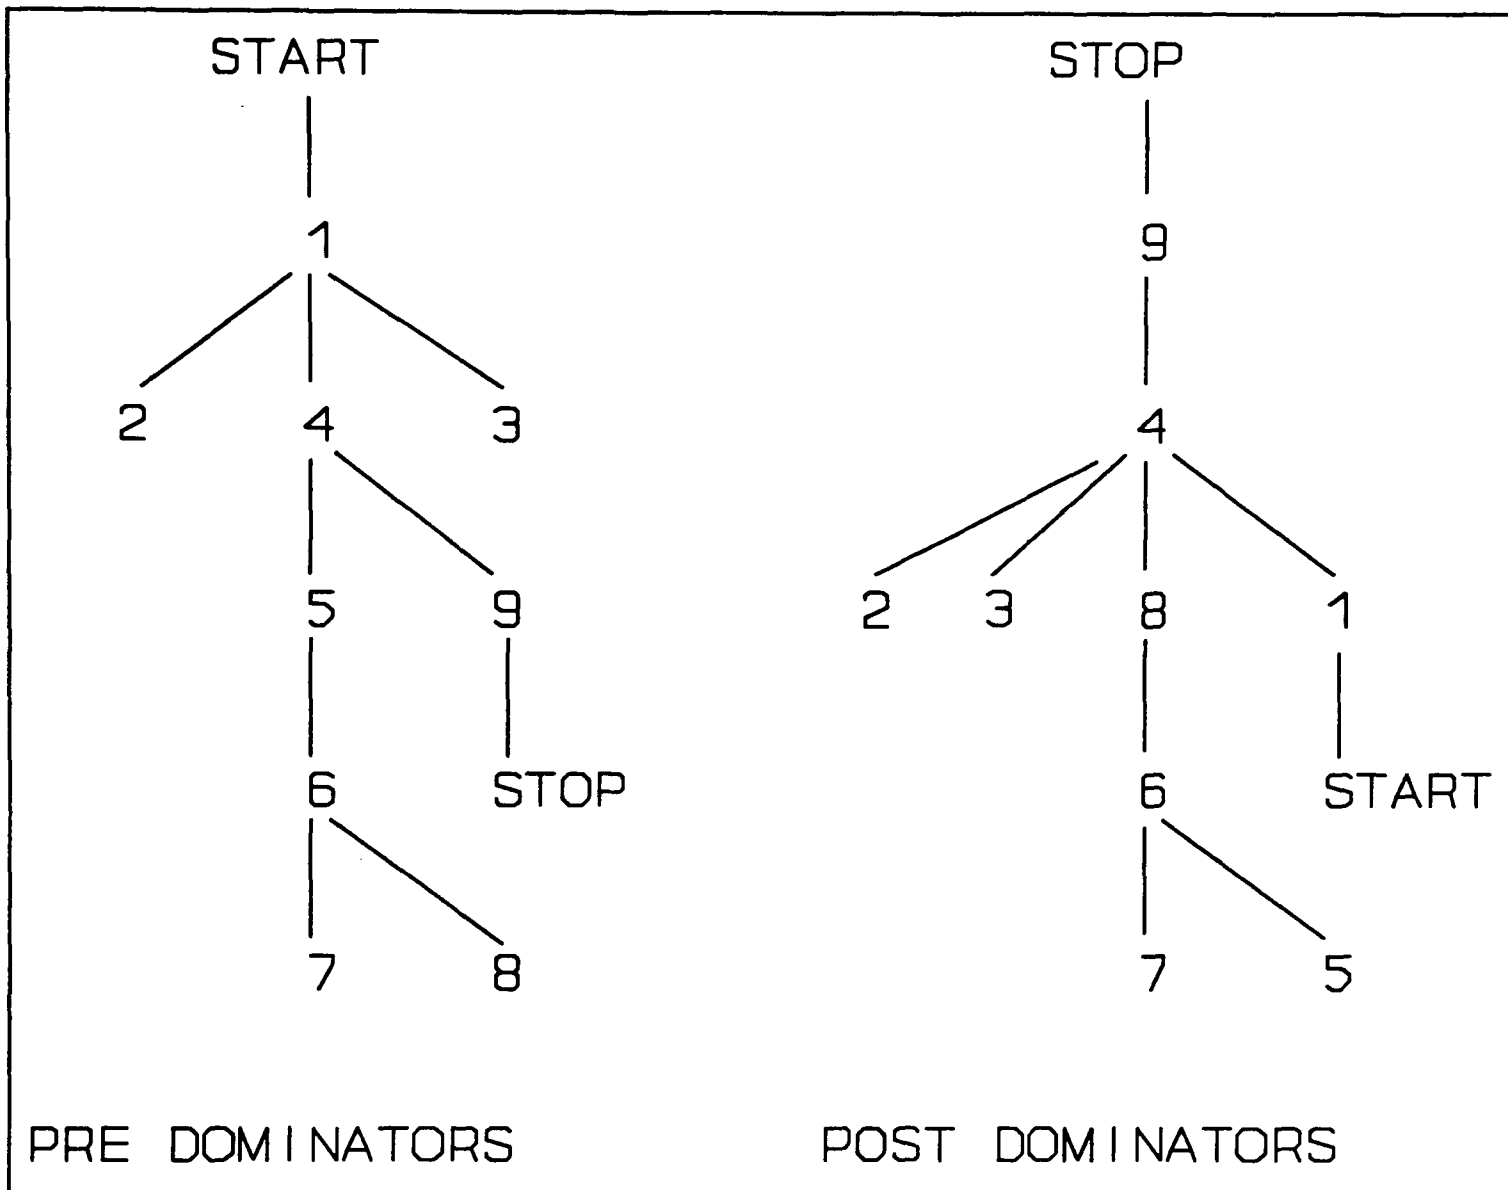 START
STOP
1
9
2 4 3
4
5 9
2 3 8 1
6 STOP
6 START
7 8
7 5
PRE DOMINATORS
POST DOMINATORS